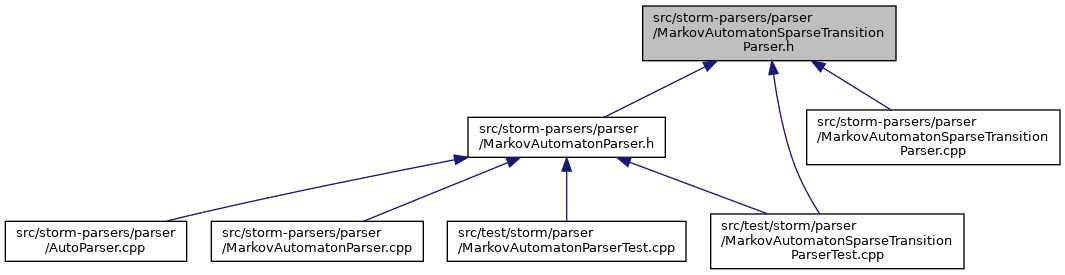 src/storm-parsers/parser
/MarkovAutomatonSparseTransition
Parser.h
src/storm-parsers/parser
/MarkovAutomatonParser.h
src/storm-parsers/parser
/MarkovAutomatonSparseTransition
Parser.cpp
src/storm-parsers/parser
/AutoParser.cpp
src/storm-parsers/parser
/MarkovAutomatonParser.cpp
src/test/storm/parser
/MarkovAutomatonParserTest.cpp
src/test/storm/parser
/MarkovAutomatonSparseTransition
ParserTest.cpp